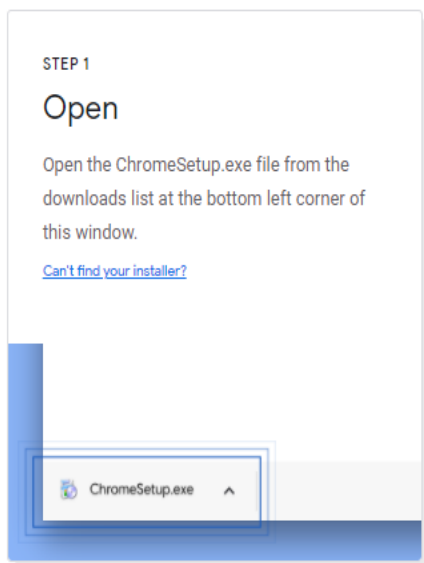 STEP 1
Open
Open the ChromeSetup.exe file from the
downloads list at the bottom left corner of
this window.
Can't find your installer?
ChromeSetup.exe